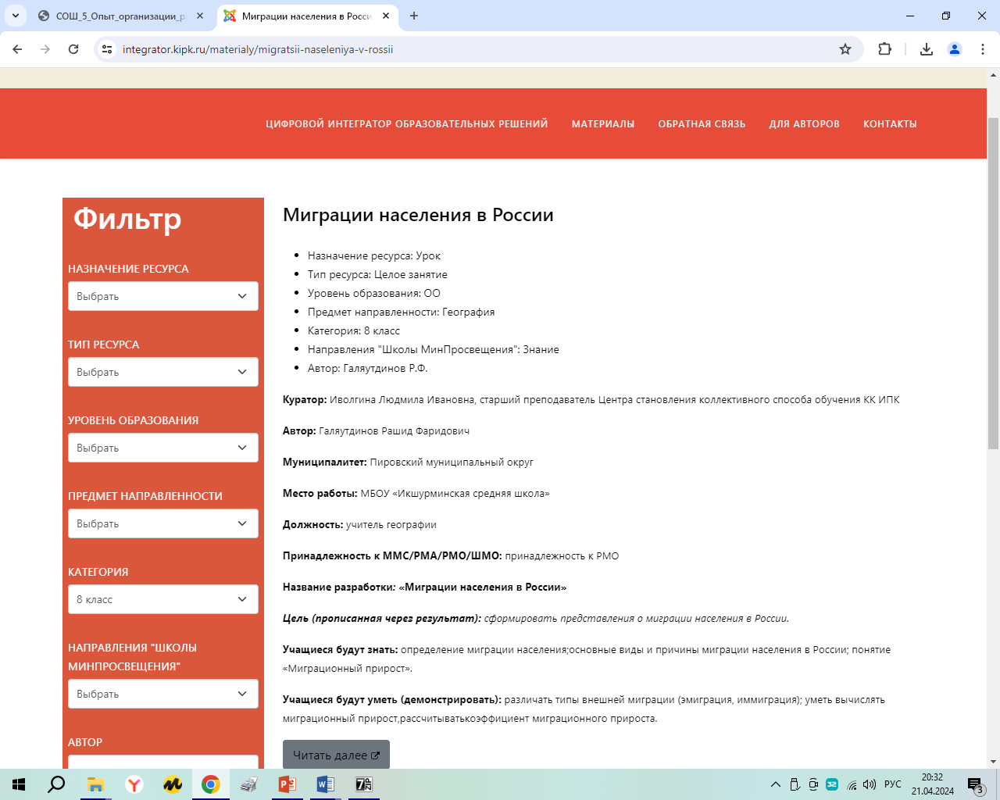 СОШ_5_Опыт_организации_р
Миграции населения в Росси
integrator.kipk.ru/materialy/migratsii-naseleniya-v-rossii
ЦИФРОВОЙ ИНТЕГРАТОР ОБРАЗОВАТЕЛЬНЫХ РЕШЕНИЙ МАТЕРИАЛЫ ОБРАТНАЯ СВЯЗЬ ДЛЯ АВТОРОВ КОНТАКТЫ
Фильтр
НАЗНАЧЕНИЕ РЕСУРСА
Выбрать
ТИП РЕСУРСА
Выбрать
УРОВЕНЬ ОБРАЗОВАНИЯ
Выбрать
ПРЕДМЕТ НАПРАВЛЕННОСТИ
Выбрать
КАТЕГОРИЯ
8 класс
НАПРАВЛЕНИЯ "ШКОЛЫ
МИНПРОСВЕЩЕНИЯ"
Выбрать
АВТОР
Миграции населения в России
Назначение ресурса: Урок
Тип ресурса: Целое занятие
Уровень образования: ОО
Предмет направленности: География
Категория: 8 класс
Направления "Школы МинПросвещения": Знание
Автор: Галяутдинов Р.Ф.
Куратор: Иволгина Людмила Ивановна, старший преподаватель Центра становления коллективного способа обучения КК ИПК
Автор: Галяутдинов Рашид Фаридович
Муниципалитет: Пировский муниципальный округ
Место работы: МБОУ «Икшурминская средняя школа»
Должность: учитель географии
Принадлежность к ММС/РМА/РМО/ШМО: принадлежность к РМО
Название разработки: «Миграции населения в России»
Цель (прописанная через результат): сформировать представления о миграции населения в России.
Учащиеся будут знать: определение миграции населения;основные виды и причины миграции населения в России; понятие
«Миграционный прирост».
Учащиеся будут уметь (демонстрировать): различать типы внешней миграции (эмиграция, иммиграция); уметь вычислять
миграционный прирост,рассчитыватькоэффициент миграционного прироста.
Читать далее
32
РУС
20:32
21.04.2024
3